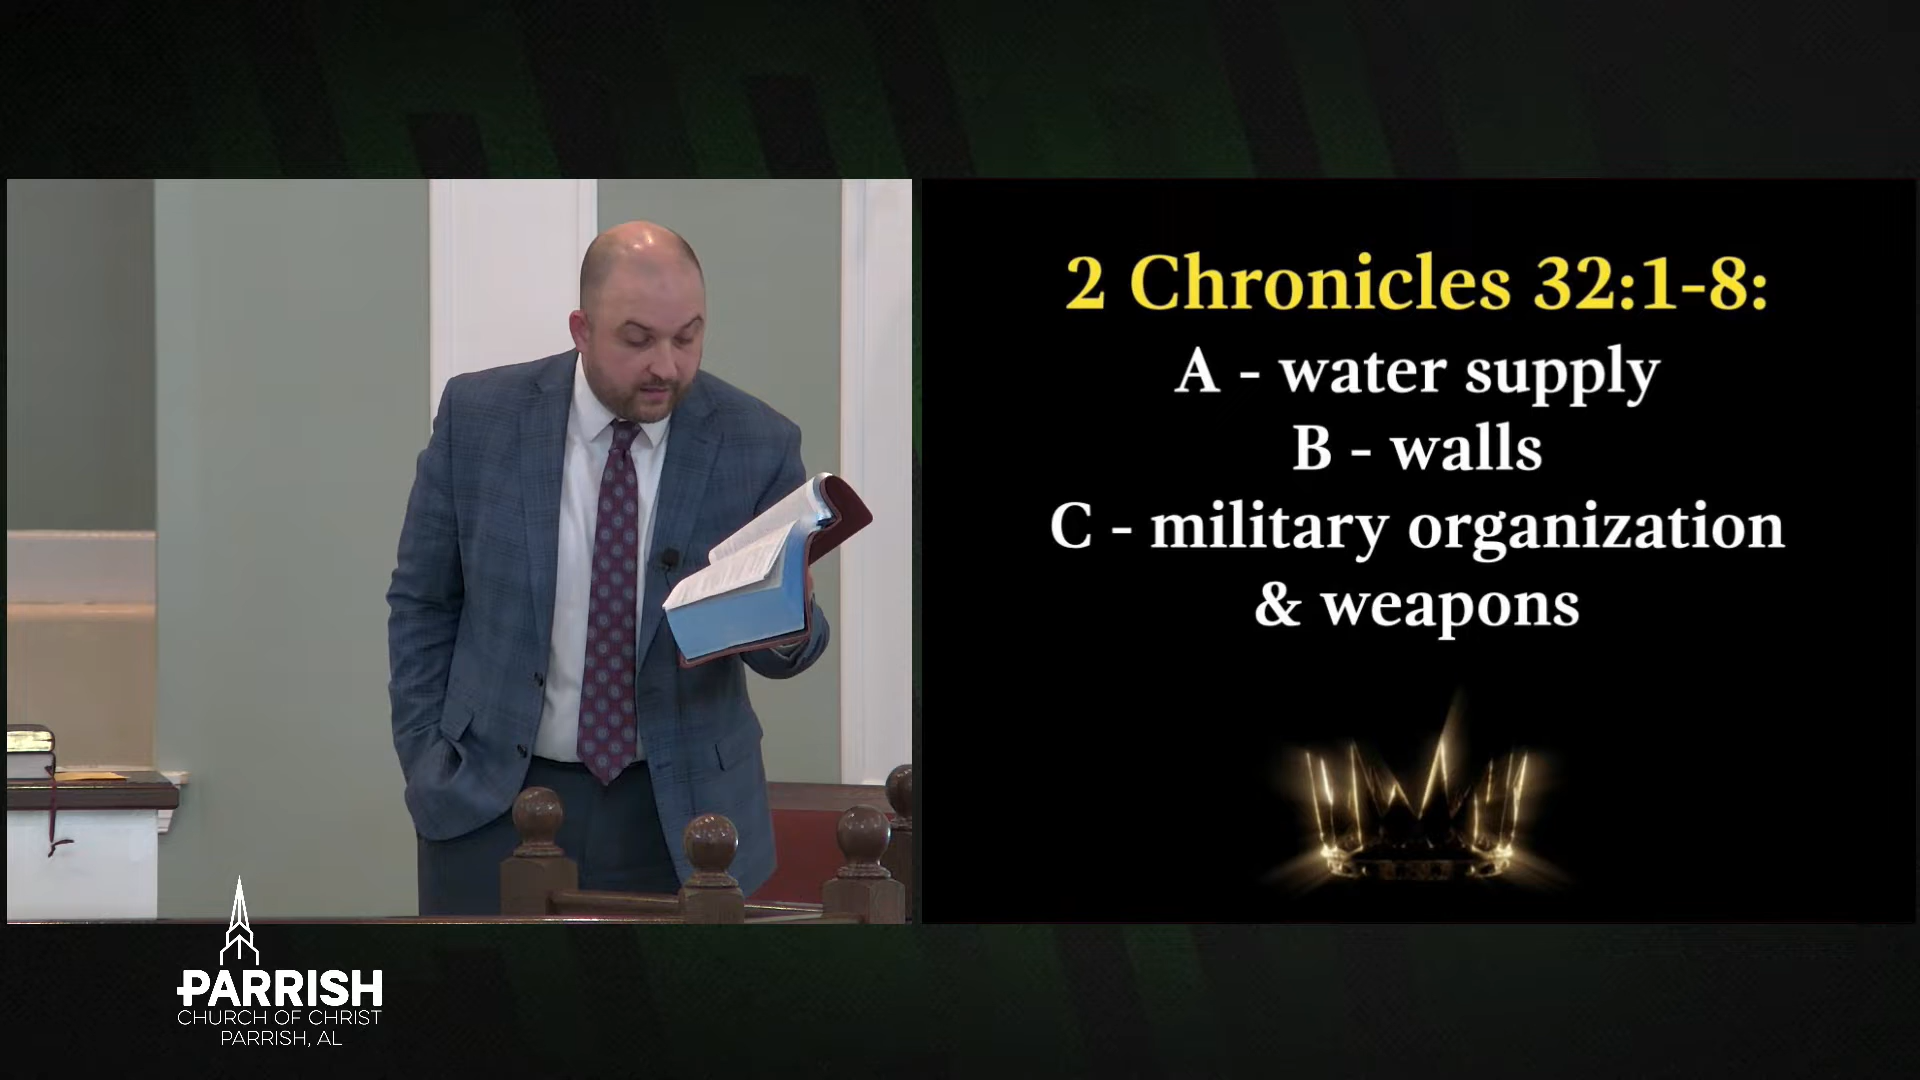 2 Chronicles 32:1-8:
A - water supply
B - walls
C - military organization
& weapons
PARRISH
CHURCH OF CHRIST
PARRISH, AL